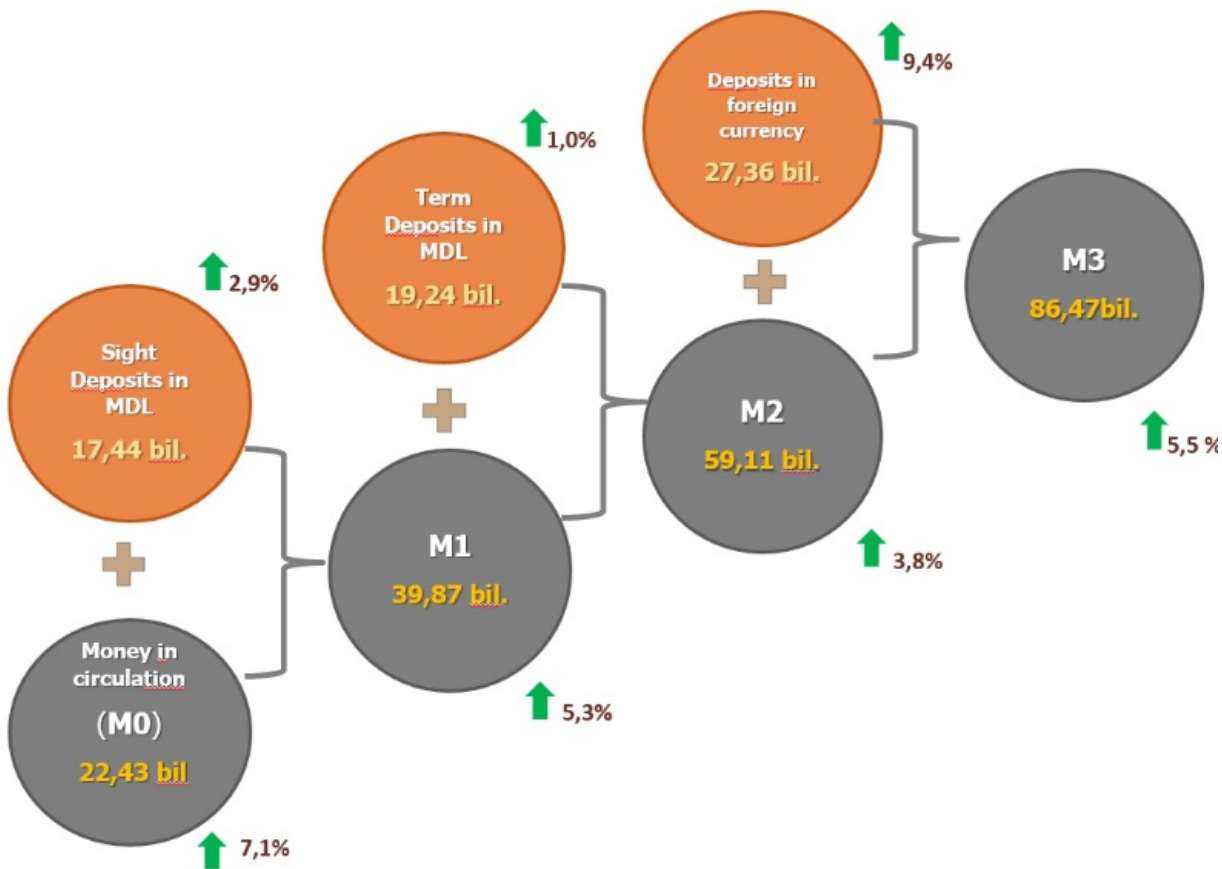 Sight
Deposits in
MDL
17,44 bil.
2,9%
Money in
circulation
(M0)
22,43 bil
7,1%
Term
Deposits in
MDL
19,24 bil.
1,0%
M1
39,87 bil.
5,3%
Deposits in
foreign
currency
27,36 bil.
9,4%
M2
59,11 bil.
3,8%
M3
86,47bil.
5,5 %